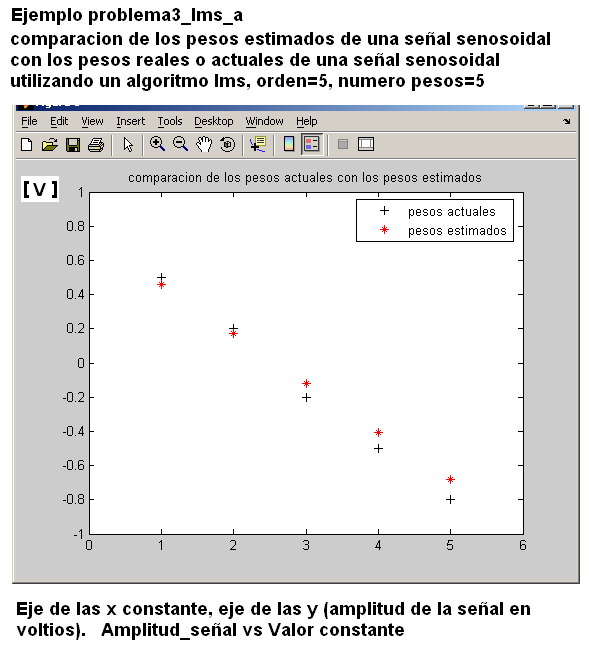 Ejemplo problema3_lms_a
comparacion de los pesos estimados de una señal senosoidal
con los pesos reales o actuales de una señal senosoidal
utilizando un algoritmo lms, orden=5, numero pesos=5
File Edit View Insert Tools Desktop Window Help
comparacion de los pesos actuales con los pesos estimados
[V]
pesos actuales
pesos estimados
1
0.8
0.6
0.4
0.2
0
-0.2
-0.4
-0.6
-0.8
-1
0 1 2 3 4 5 6
Eje de las x constante, eje de las y (amplitud de la señal en
voltios). Amplitud_señal vs Valor constante